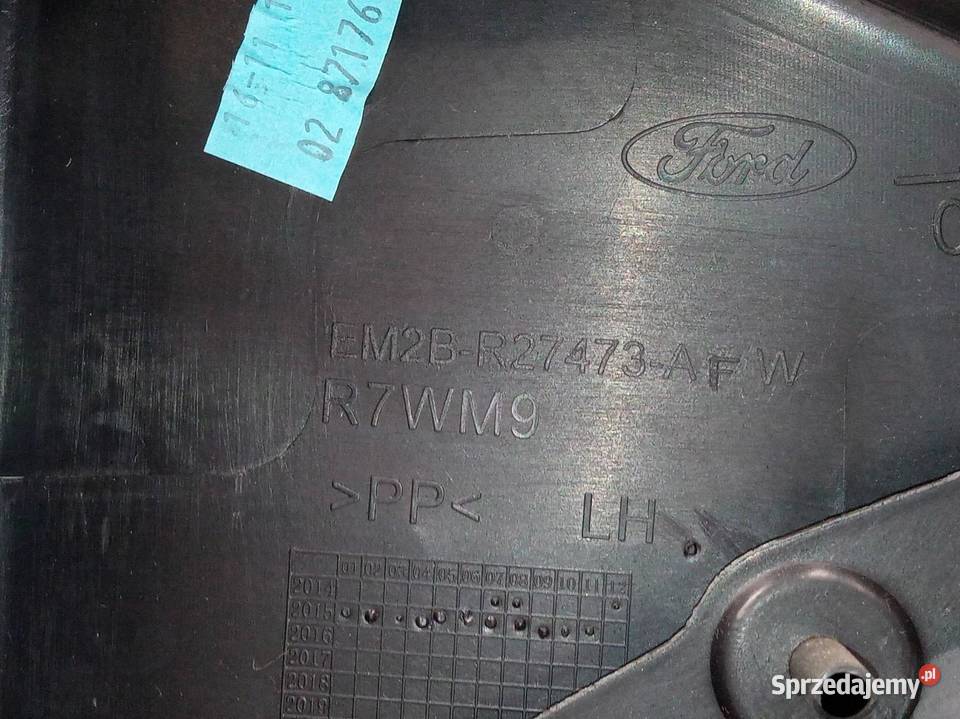 02 87176
Ford
EM2B-R27473-AFW
R7WM9
>PP<
LH
01 02 03 04 05 06 07 08 09 10 11 12
2014
2015
2016
2017
2018
2019
Sprzedajemy.pl